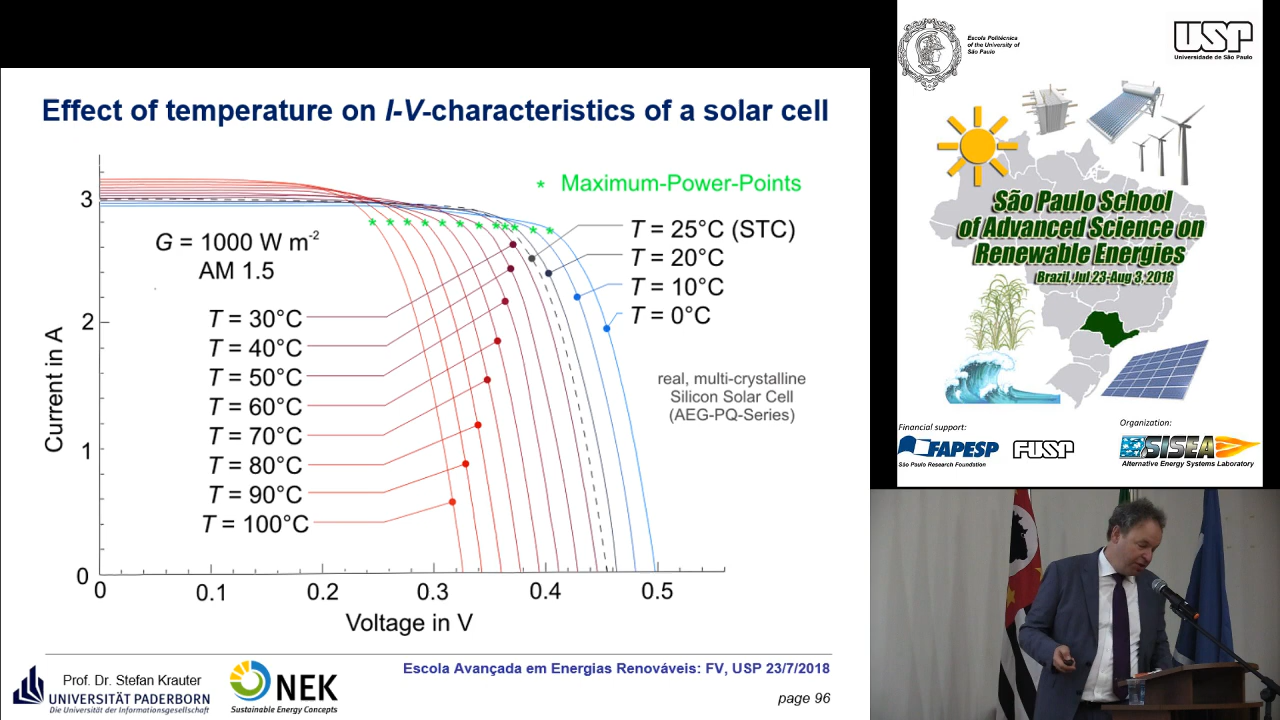 Effect of temperature on I-V-characteristics of a solar cell
* Maximum-Power-Points
3
G = 1000 W m-2
AM 1.5
T = 25°C (STC)
T = 20°C
T = 10°C
T = 0°C
T = 30°C
T = 40°C
T = 50°C
T = 60°C
T = 70°C
T = 80°C
T = 90°C
T = 100°C
2
1
0
Current in A
real, multi-crystalline
Silicon Solar Cell
(AEG-PQ-Series)
0 0.1 0.2 0.3 0.4 0.5
Voltage in V
Prof. Dr. Stefan Krauter
UNIVERSITÄT PADERBORN
Die Universität der Informationsgesellschaft
NEK
Sustainable Energy Concepts
Escola Avançada em Energias Renováveis: FV, USP 23/7/2018
page 96
Escola Politécnica
of the University of
São Paulo
USP
Universidade de São Paulo
São Paulo School
of Advanced Science on
Renewable Energies
Brazil, Jul 23-Aug 3, 2018
Financial support:
FAPESP
São Paulo Research Foundation
FUSP
Organization:
SISEA
Alternative Energy Systems Laboratory